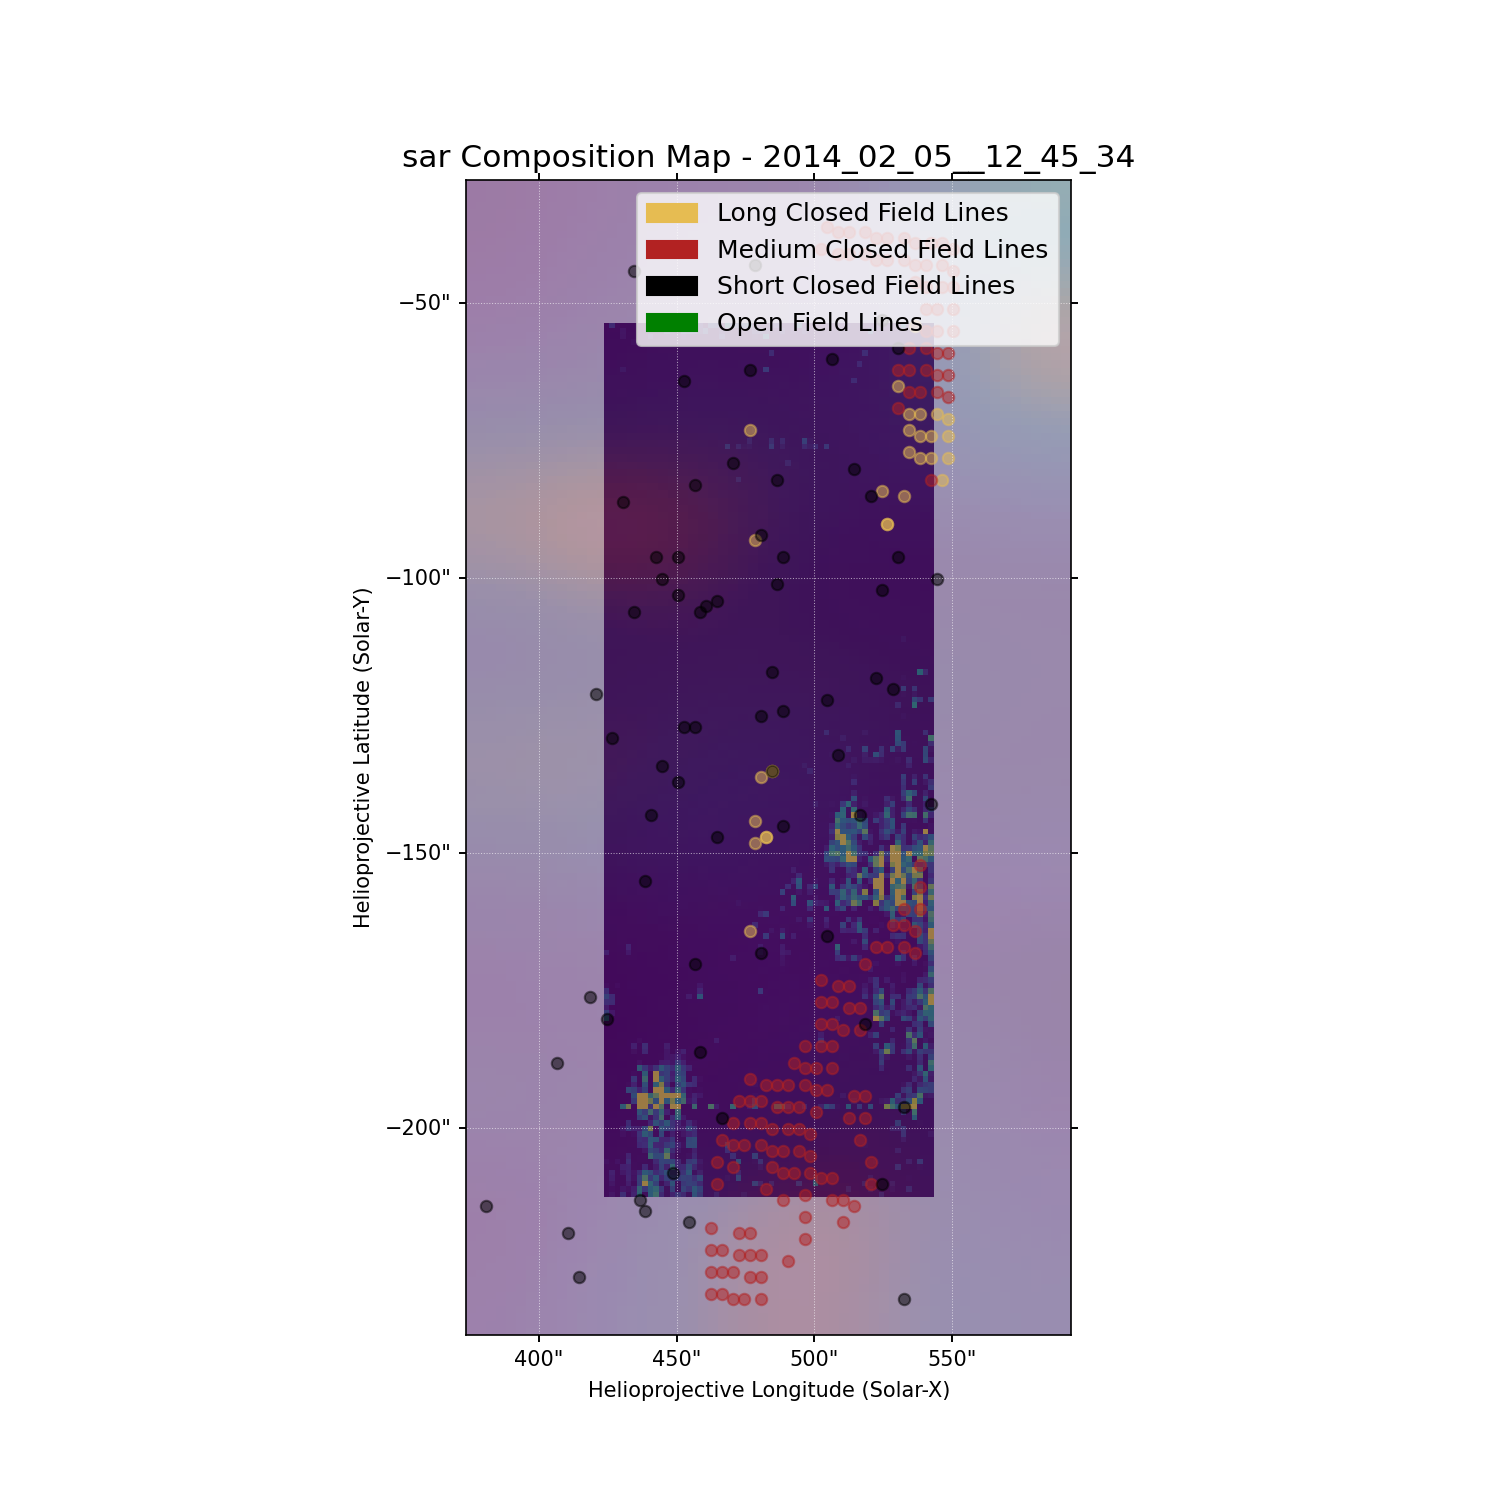 sar Composition Map - 2014_02_05__12_45_34
Long Closed Field Lines
Medium Closed Field Lines
Short Closed Field Lines
Open Field Lines
−50"
−100"
−150"
−200"
Helioprojective Latitude (Solar-Y)
400" 450" 500" 550"
Helioprojective Longitude (Solar-X)